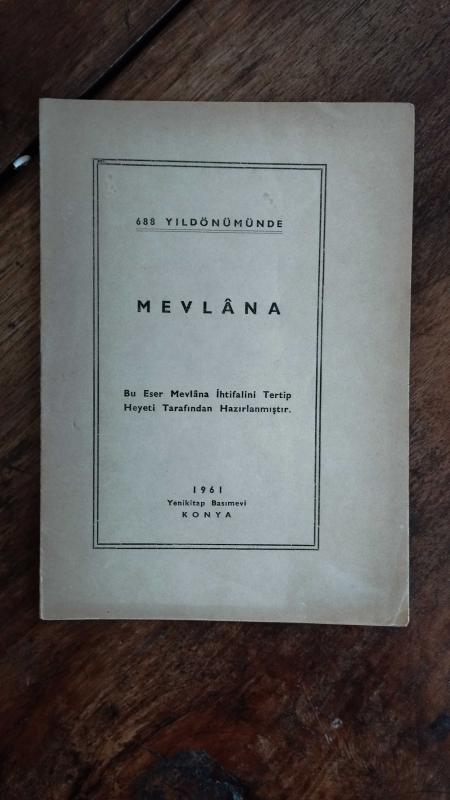 688 YILDÖNÜMÜNDE
MEVLÂNA
Bu Eser Mevlâna İhtifalini Tertip
Heyeti Tarafından Hazırlanmıştır.
1961
Yenikitap Basımevi
KONYA